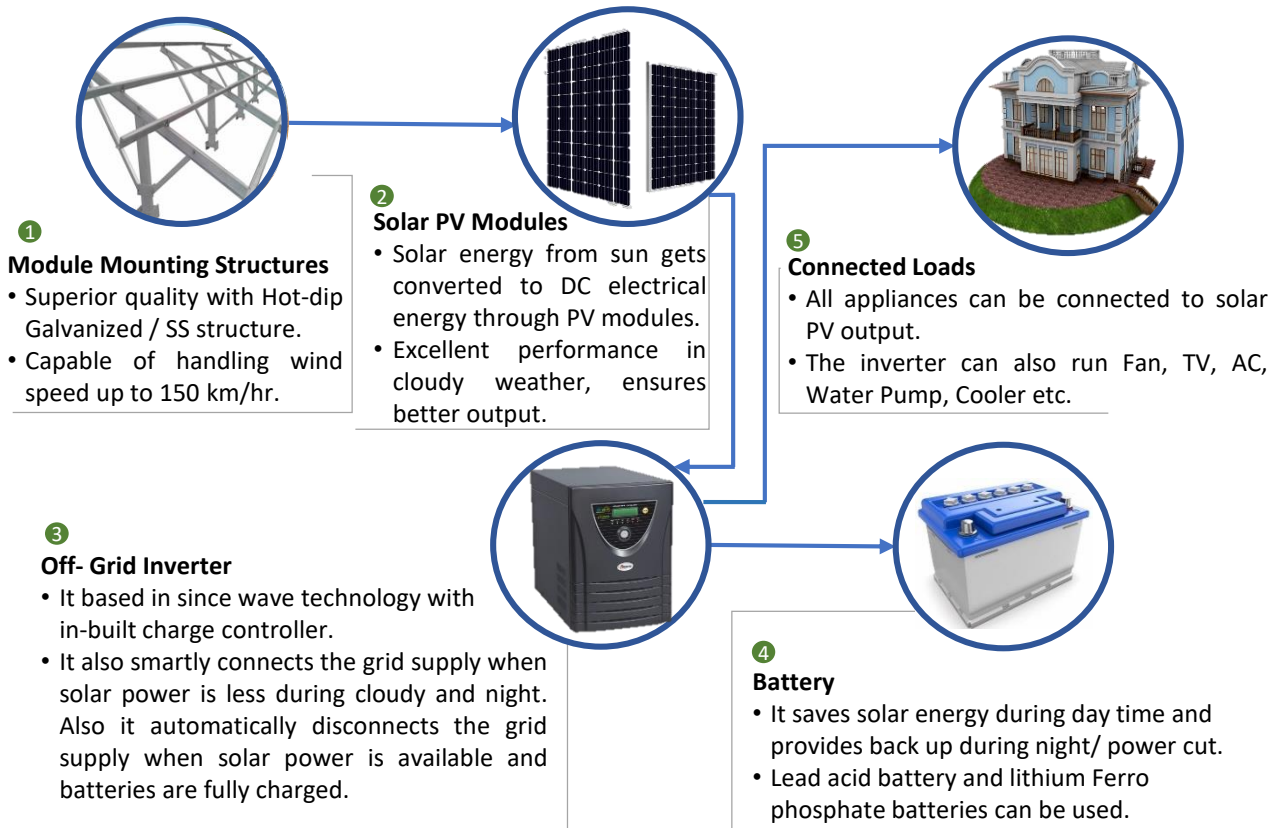 1
Module Mounting Structures
• Superior quality with Hot-dip
Galvanized / SS structure.
• Capable of handling wind
speed up to 150 km/hr.
2
Solar PV Modules
• Solar energy from sun gets
converted to DC electrical
energy through PV modules.
• Excellent performance in
cloudy weather, ensures
better output.
5
Connected Loads
• All appliances can be connected to solar
PV output.
• The inverter can also run Fan, TV, AC,
Water Pump, Cooler etc.
3
Off- Grid Inverter
• It based in since wave technology with
in-built charge controller.
• It also smartly connects the grid supply when
solar power is less during cloudy and night.
Also it automatically disconnects the grid
supply when solar power is available and
batteries are fully charged.
4
Battery
• It saves solar energy during day time and
provides back up during night/ power cut.
• Lead acid battery and lithium Ferro
phosphate batteries can be used.